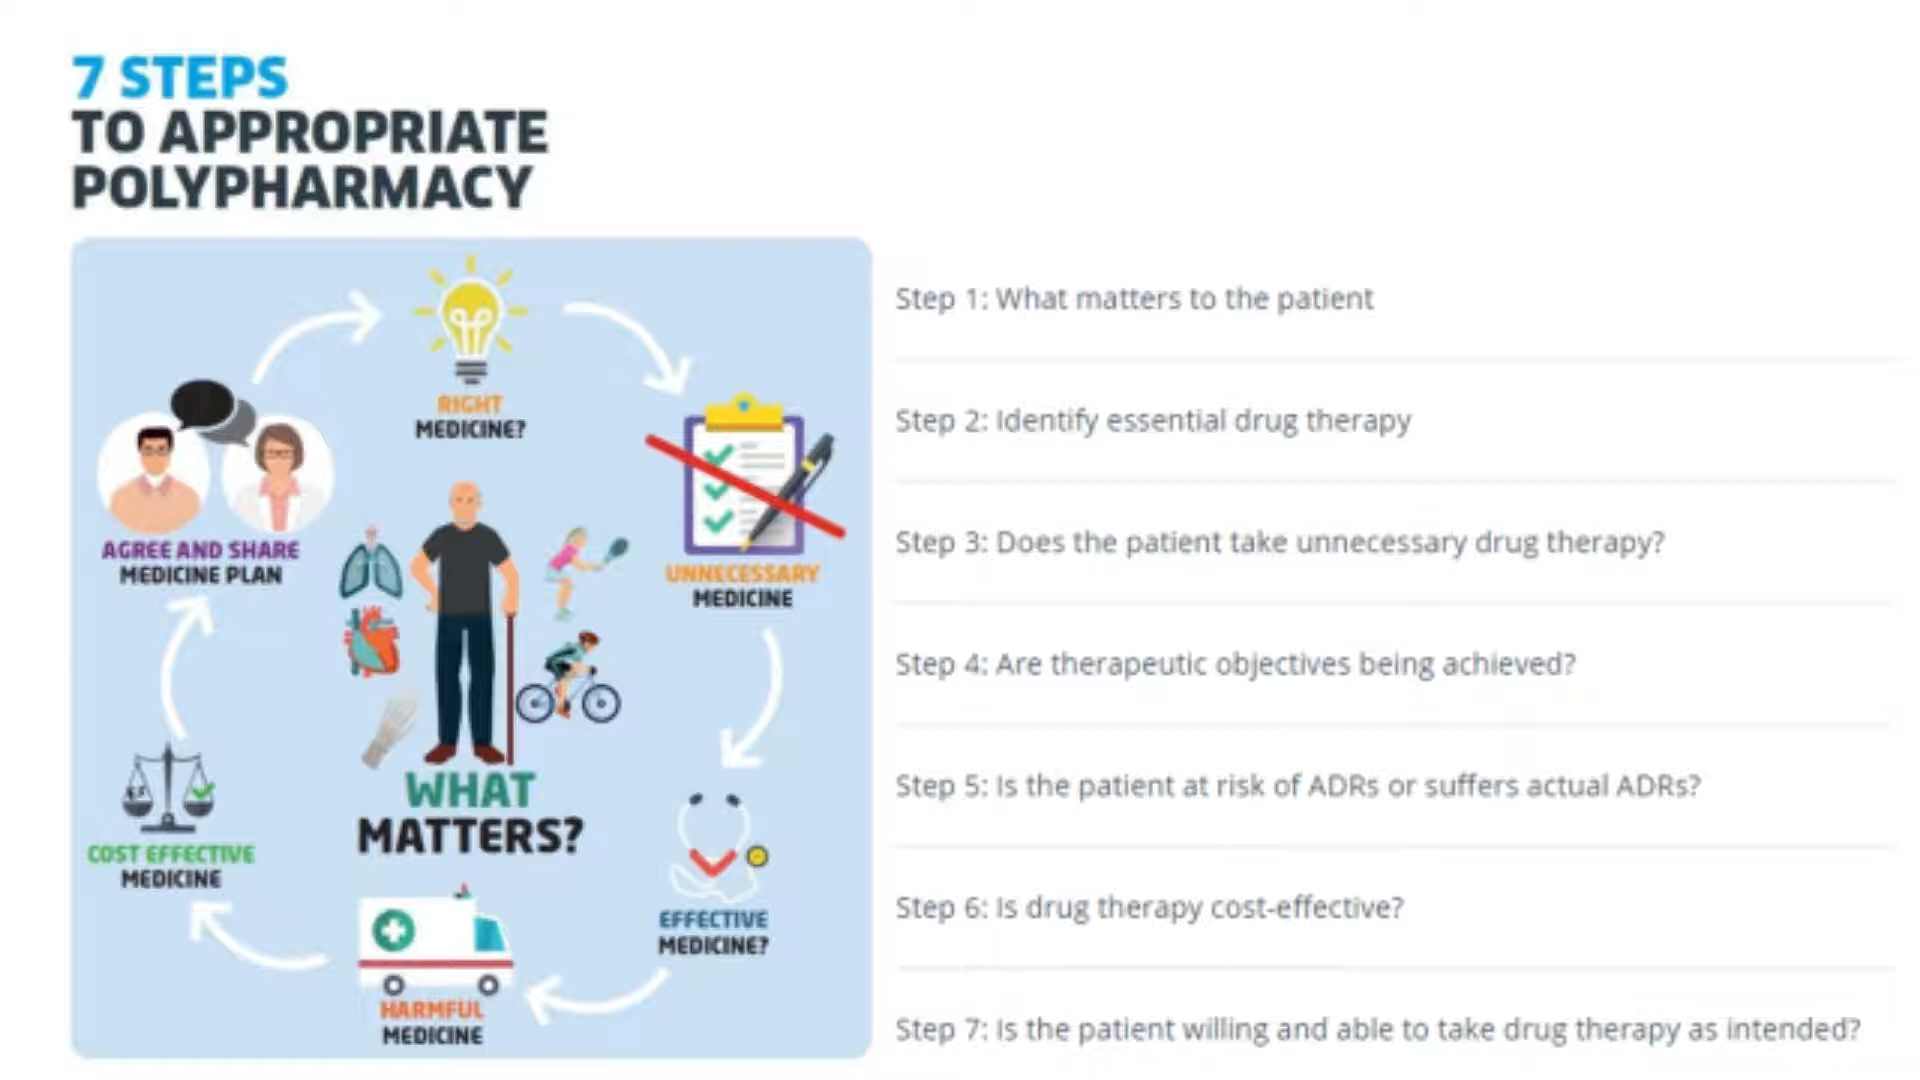 7 STEPS
TO APPROPRIATE
POLYPHARMACY
RIGHT
MEDICINE?
UNNECESSARY
MEDICINE
EFFECTIVE
MEDICINE?
HARMFUL
MEDICINE
COST EFFECTIVE
MEDICINE
AGREE AND SHARE
MEDICINE PLAN
WHAT
MATTERS?
Step 1: What matters to the patient
Step 2: Identify essential drug therapy
Step 3: Does the patient take unnecessary drug therapy?
Step 4: Are therapeutic objectives being achieved?
Step 5: Is the patient at risk of ADRs or suffers actual ADRs?
Step 6: Is drug therapy cost-effective?
Step 7: Is the patient willing and able to take drug therapy as intended?